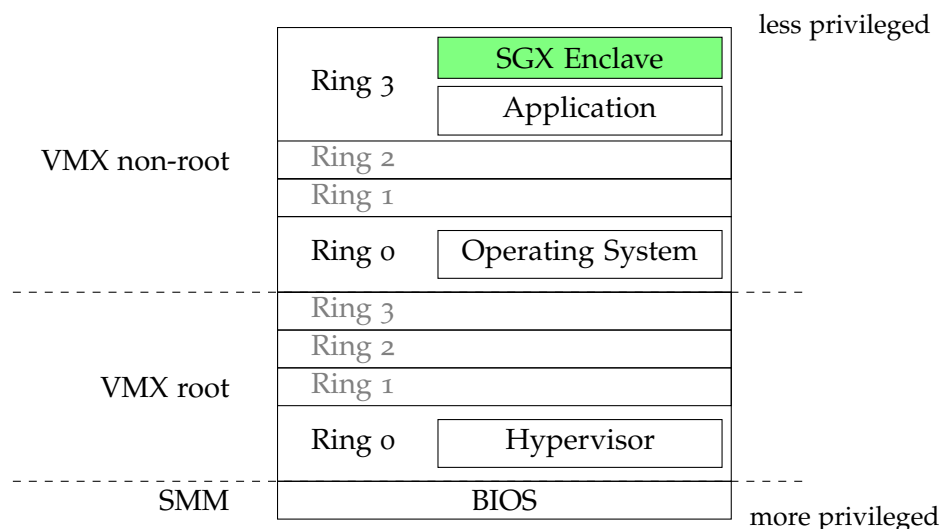 less privileged
SGX Enclave
Ring 3
Application
VMX non-root
Ring 2
Ring 1
Ring 0
Operating System
Ring 3
Ring 2
VMX root
Ring 1
Ring 0
Hypervisor
SMM
BIOS
more privileged